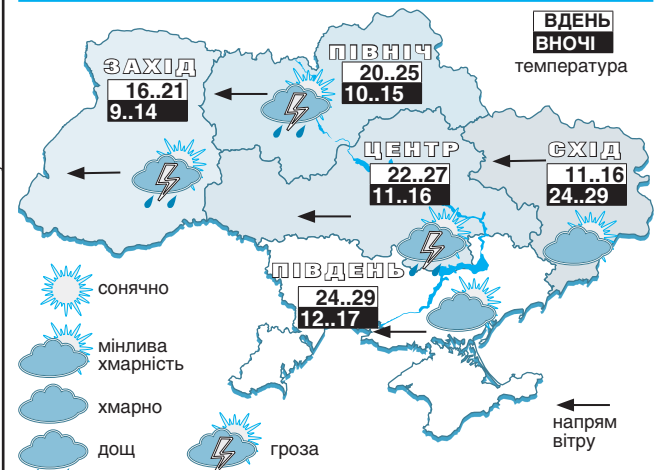 ВДЕНЬ
ВНОЧІ
температура
ПІВНІЧ
20..25
10..15
ЗАХІД
16..21
9..14
ЦЕНТР
22..27
11..16
СХІД
11..16
24..29
ПІВДЕНЬ
24..29
12..17
сонячно
мінлива
хмарність
хмарно
дощ
гроза
напрям
вітру